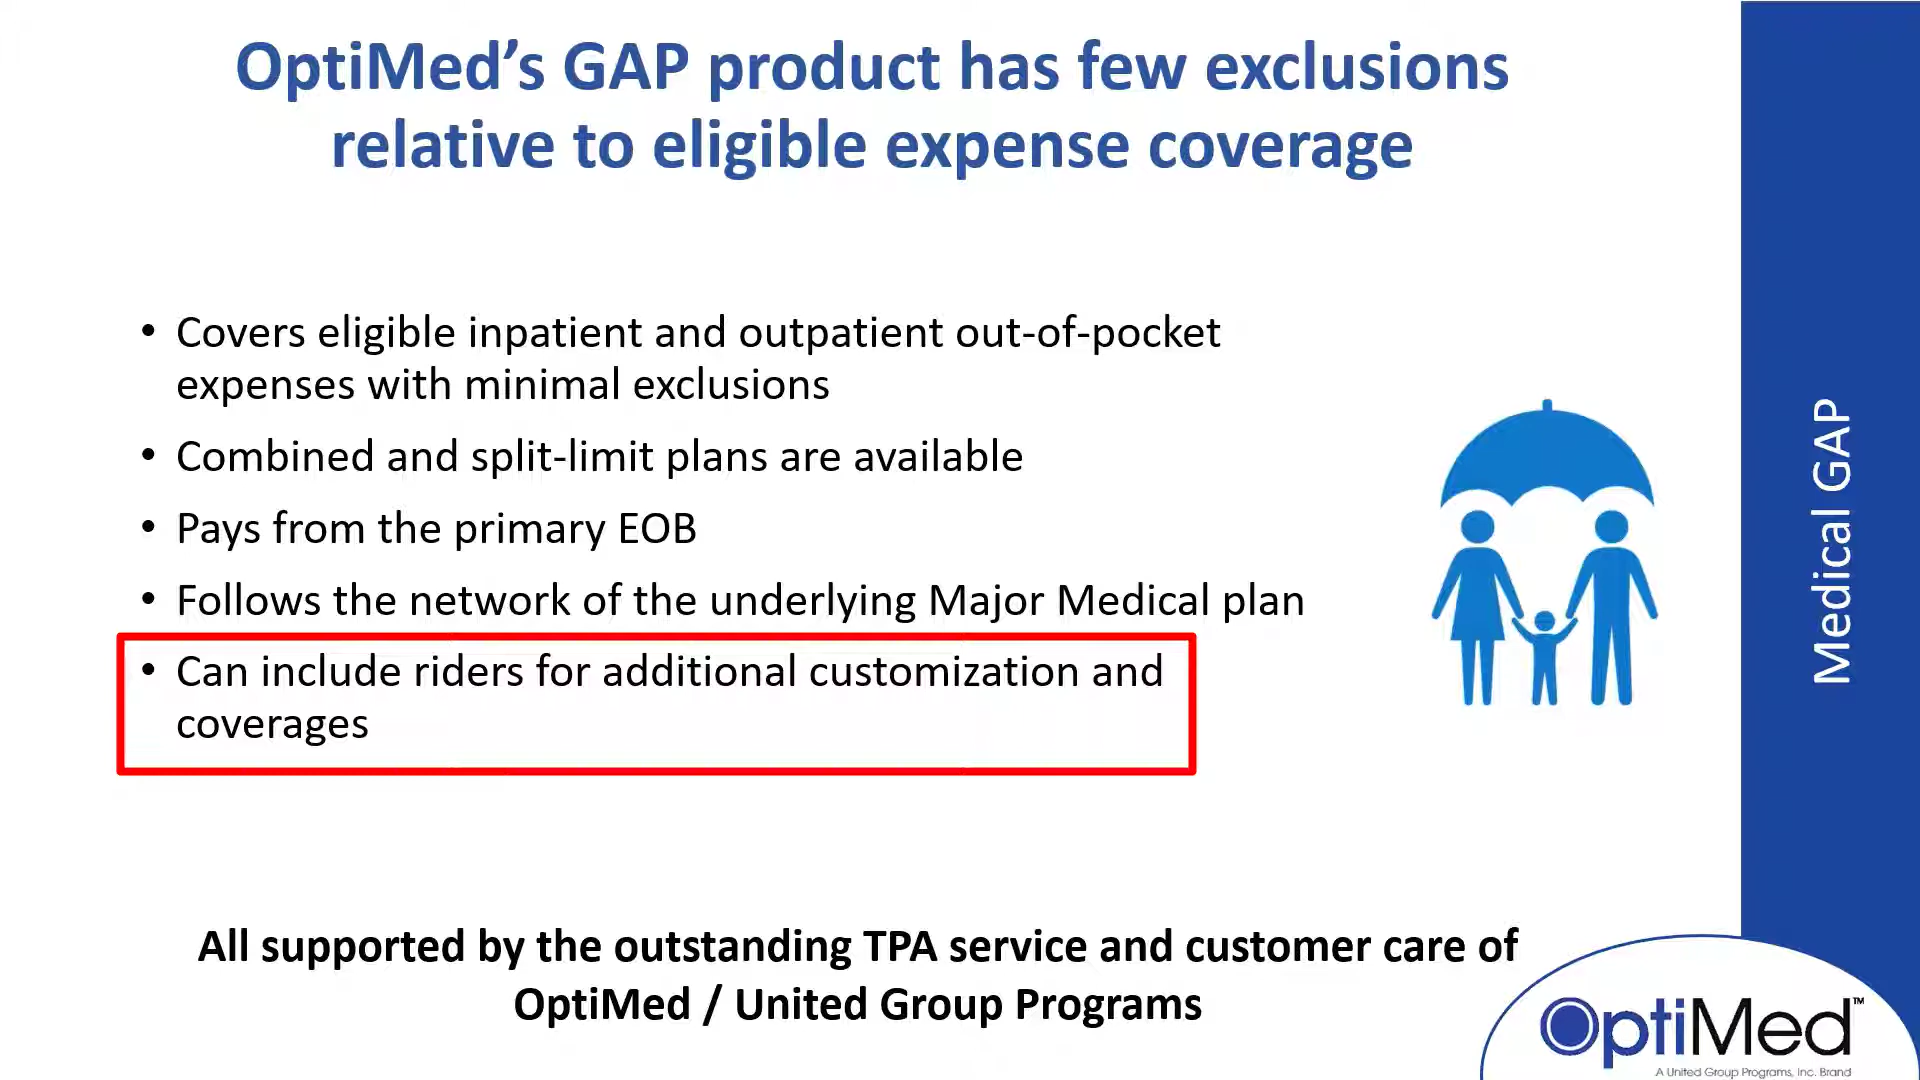 OptiMed’s GAP product has few exclusions
relative to eligible expense coverage
• Covers eligible inpatient and outpatient out-of-pocket
expenses with minimal exclusions
• Combined and split-limit plans are available
• Pays from the primary EOB
• Follows the network of the underlying Major Medical plan
• Can include riders for additional customization and
coverages
All supported by the outstanding TPA service and customer care of
OptiMed / United Group Programs
Medical GAP
OptiMed™
A United Group Programs, Inc. Brand